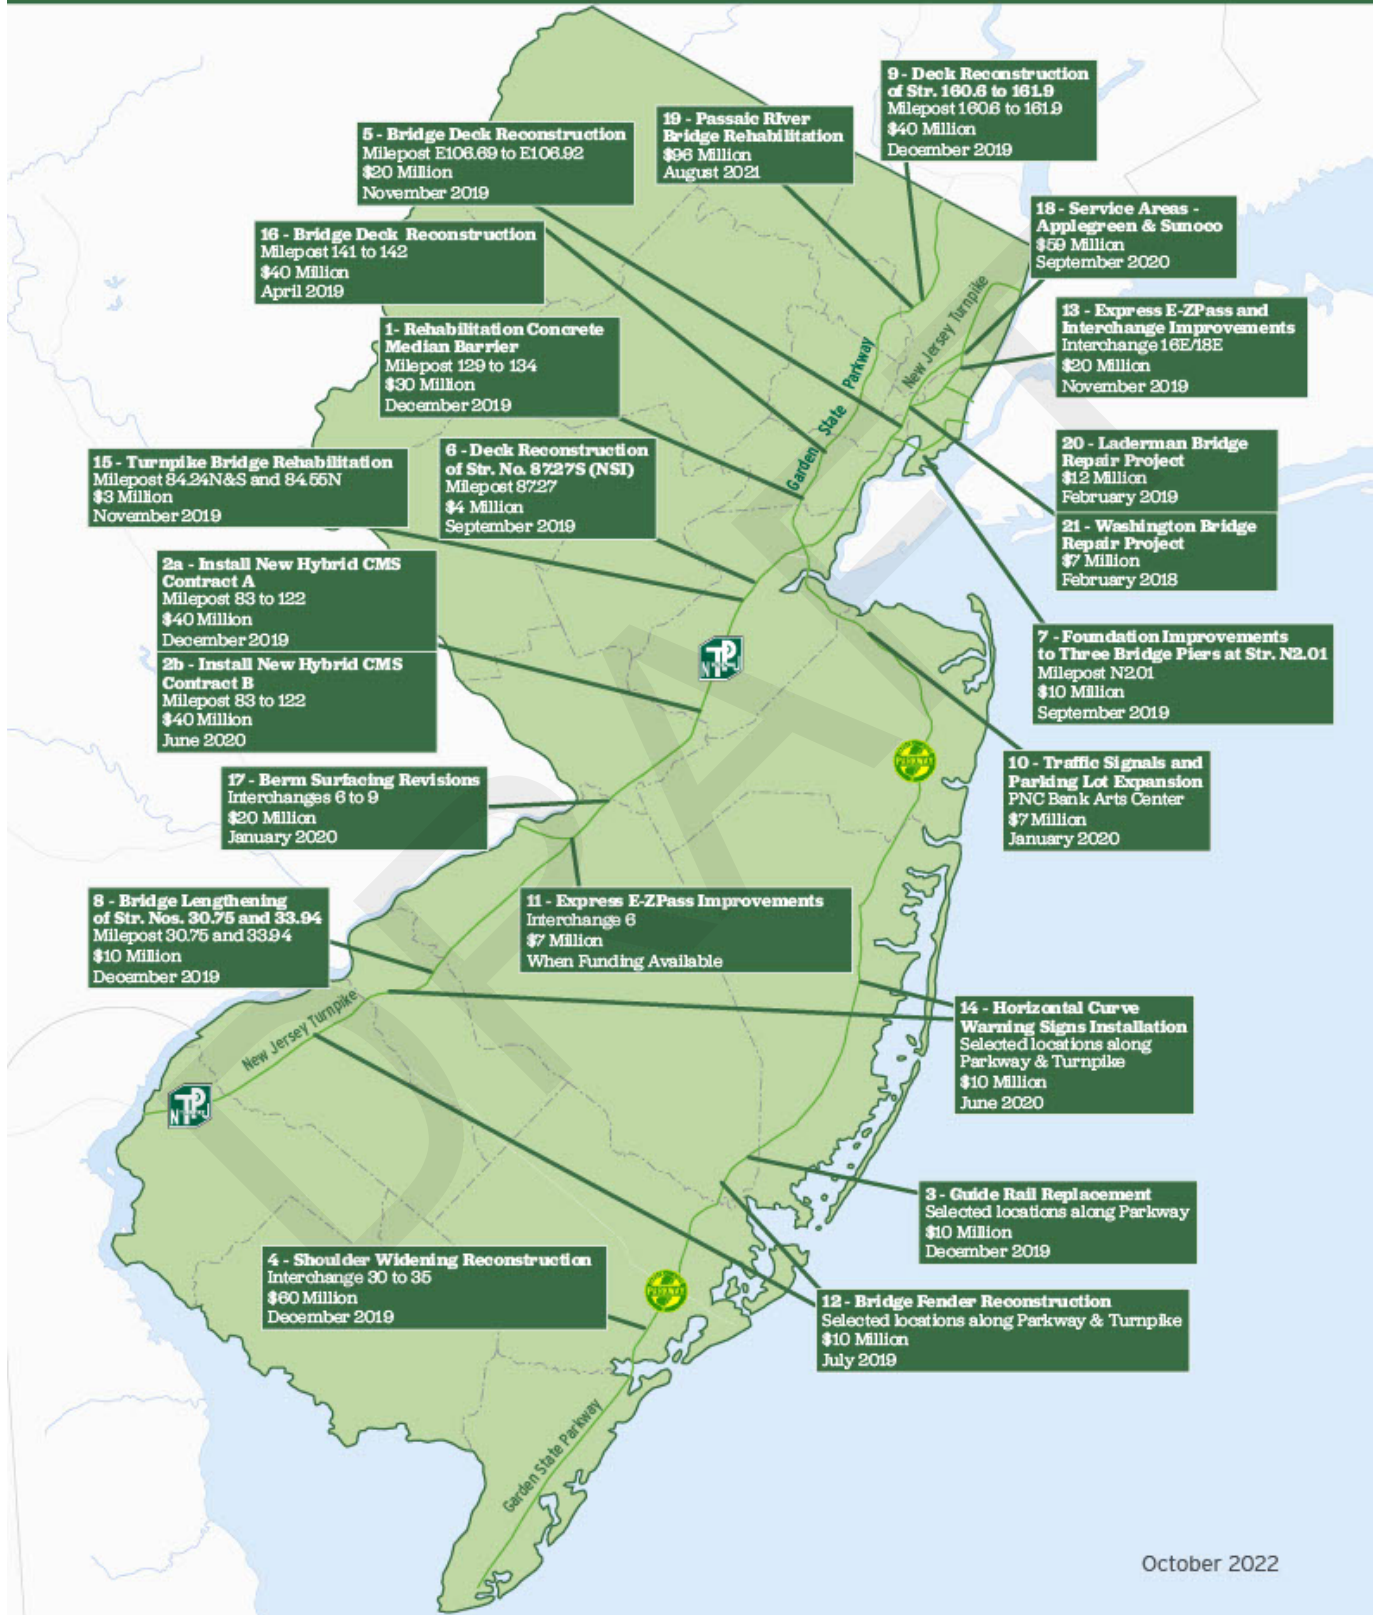 9 - Deck Reconstruction
of Str. 160.6 to 161.9
Milepost 160.6 to 161.9
$40 Million
December 2019
19 - Passaic River
Bridge Rehabilitation
$96 Million
August 2021
5 - Bridge Deck Reconstruction
Milepost E106.69 to E106.92
$20 Million
November 2019
18 - Service Areas -
Applegreen & Sunoco
$59 Million
September 2020
16 - Bridge Deck Reconstruction
Milepost 141 to 142
$40 Million
April 2019
13 - Express E-ZPass and
Interchange Improvements
Interchange 16E/18E
$20 Million
November 2019
1- Rehabilitation Concrete
Median Barrier
Milepost 129 to 134
$30 Million
December 2019
New Jersey Turnpike
Garden State Parkway
20 - Laderman Bridge
Repair Project
$12 Million
February 2019
6 - Deck Reconstruction
of Str. No. 87.27S (NSI)
Milepost 87.27
$4 Million
September 2019
15 - Turnpike Bridge Rehabilitation
Milepost 84.24N&S and 84.55N
$3 Million
November 2019
21 - Washington Bridge
Repair Project
$7 Million
February 2018
2a - Install New Hybrid CMS
Contract A
Milepost 83 to 122
$40 Million
December 2019
2b - Install New Hybrid CMS
Contract B
Milepost 83 to 122
$40 Million
June 2020
7 - Foundation Improvements
to Three Bridge Piers at Str. N2.01
Milepost N2.01
$10 Million
September 2019
NTPJ
PARKWAY
10 - Traffic Signals and
Parking Lot Expansion
PNC Bank Arts Center
$7 Million
January 2020
17 - Berm Surfacing Revisions
Interchanges 6 to 9
$20 Million
January 2020
8 - Bridge Lengthening
of Str. Nos. 30.75 and 33.94
Milepost 30.75 and 33.94
$10 Million
December 2019
11 - Express E-ZPass Improvements
Interchange 6
$7 Million
When Funding Available
14 - Horizontal Curve
Warning Signs Installation
Selected locations along
Parkway & Turnpike
$10 Million
June 2020
New Jersey Turnpike
NTPJ
3 - Guide Rail Replacement
Selected locations along Parkway
$10 Million
December 2019
4 - Shoulder Widening Reconstruction
Interchange 30 to 35
$60 Million
December 2019
PARKWAY
12 - Bridge Fender Reconstruction
Selected locations along Parkway & Turnpike
$10 Million
July 2019
Garden State Parkway
DRAFT
October 2022